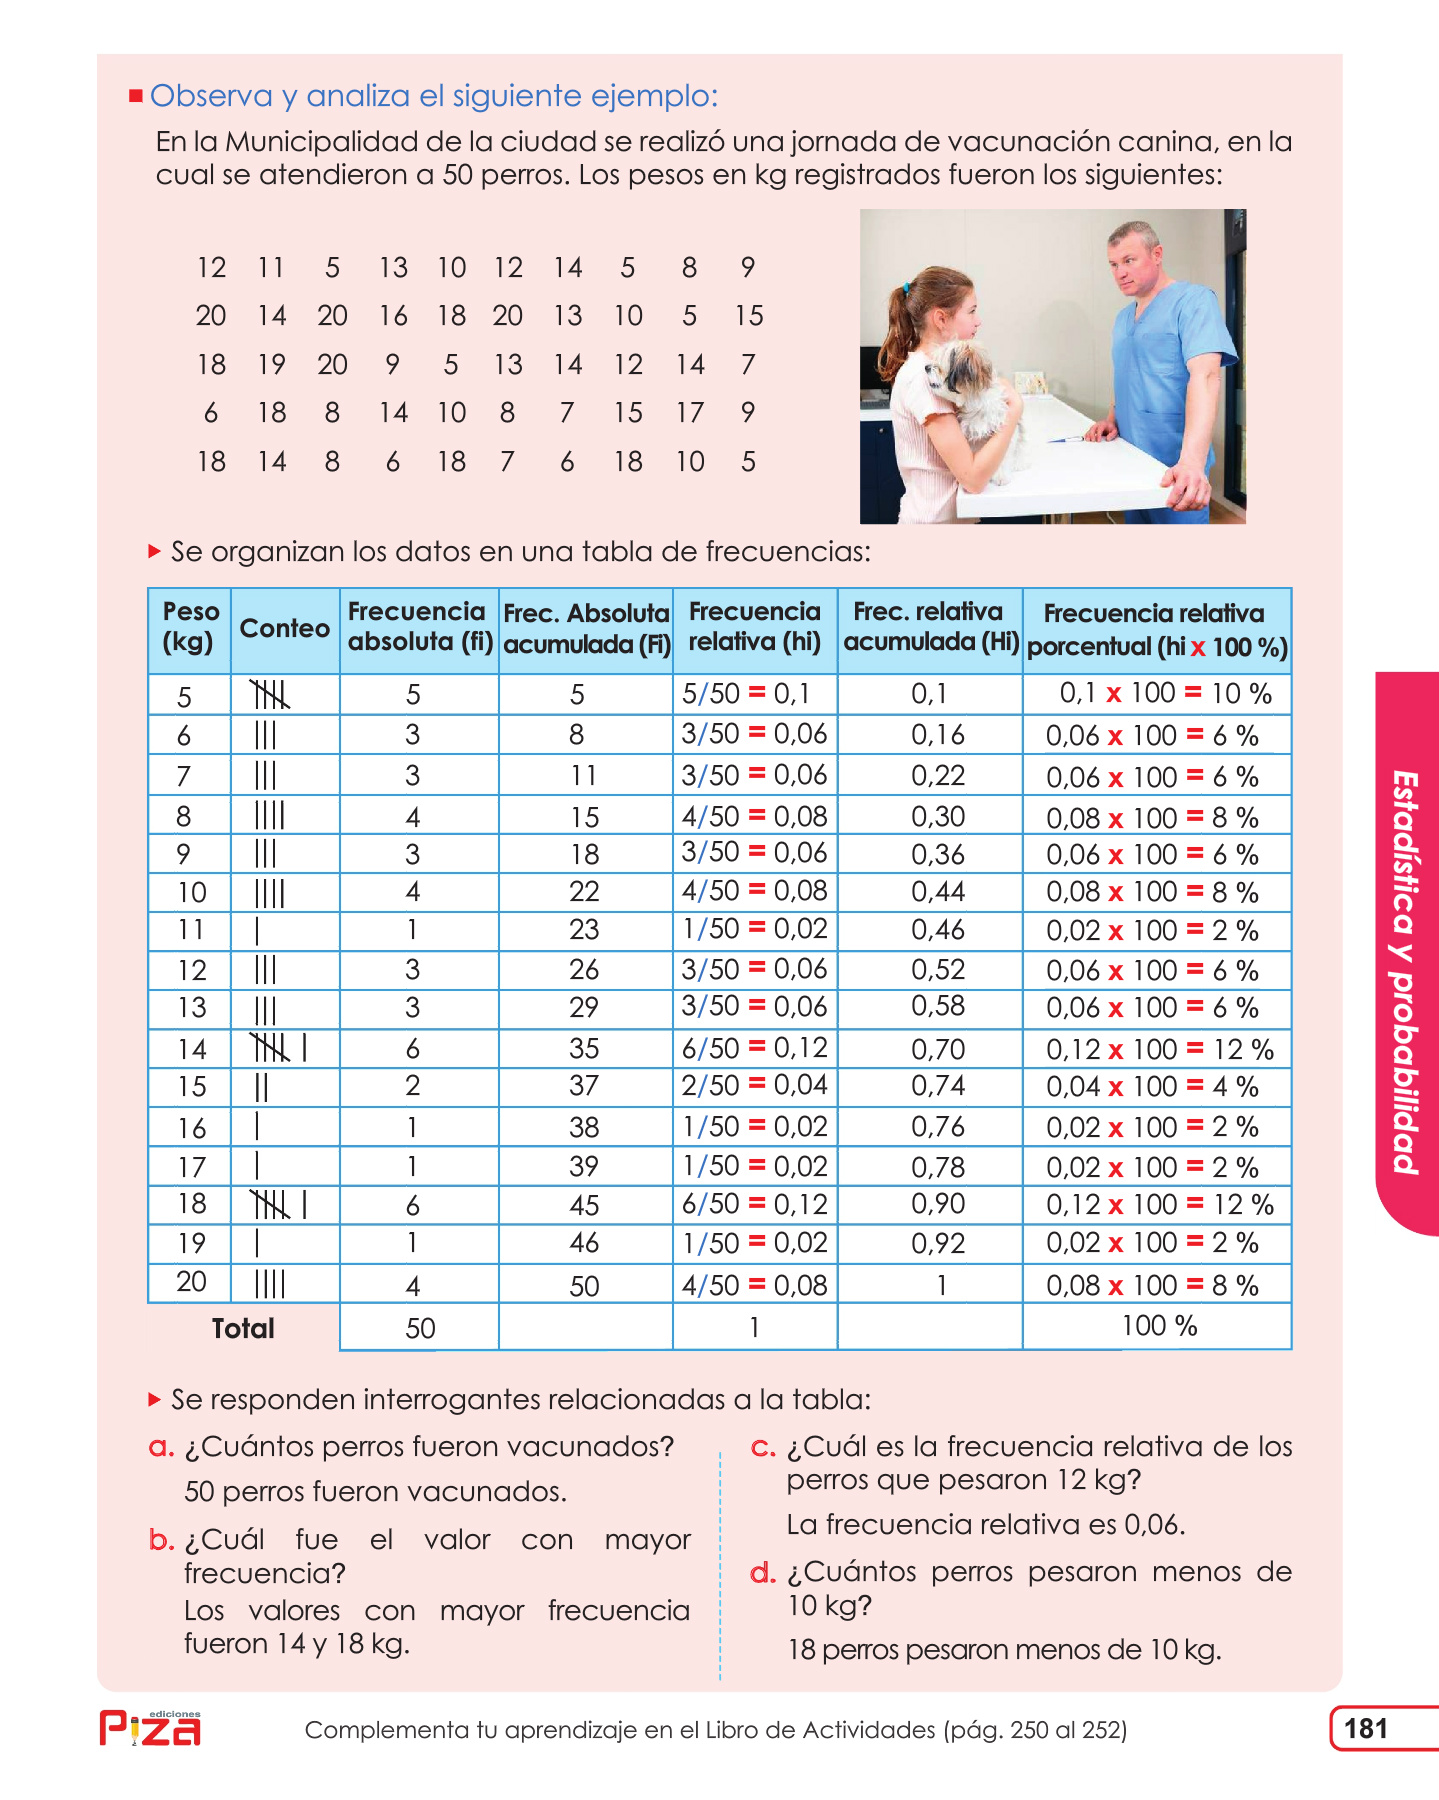 Observa y analiza el siguiente ejemplo:
En la Municipalidad de la ciudad se realizó una jornada de vacunación canina, en la
cual se atendieron a 50 perros. Los pesos en kg registrados fueron los siguientes:
12 11 5 13 10 12 14 5 8 9
20 14 20 16 18 20 13 10 5 15
18 19 20 9 5 13 14 12 14 7
6 18 8 14 10 8 7 15 17 9
18 14 8 6 18 7 6 18 10 5
Se organizan los datos en una tabla de frecuencias:
Peso (kg) Conteo Frecuencia absoluta (fi) Frec. Absoluta acumulada (Fi) Frecuencia relativa (hi) Frec. relativa acumulada (Hi) Frecuencia relativa porcentual (hi x 100 %)
5 5 5 5/50 = 0,1 0,1 0,1 x 100 = 10 %
6 3 8 3/50 = 0,06 0,16 0,06 x 100 = 6 %
7 3 11 3/50 = 0,06 0,22 0,06 x 100 = 6 %
8 4 15 4/50 = 0,08 0,30 0,08 x 100 = 8 %
9 3 18 3/50 = 0,06 0,36 0,06 x 100 = 6 %
10 4 22 4/50 = 0,08 0,44 0,08 x 100 = 8 %
11 1 23 1/50 = 0,02 0,46 0,02 x 100 = 2 %
12 3 26 3/50 = 0,06 0,52 0,06 x 100 = 6 %
13 3 29 3/50 = 0,06 0,58 0,06 x 100 = 6 %
14 6 35 6/50 = 0,12 0,70 0,12 x 100 = 12 %
15 2 37 2/50 = 0,04 0,74 0,04 x 100 = 4 %
16 1 38 1/50 = 0,02 0,76 0,02 x 100 = 2 %
17 1 39 1/50 = 0,02 0,78 0,02 x 100 = 2 %
18 6 45 6/50 = 0,12 0,90 0,12 x 100 = 12 %
19 1 46 1/50 = 0,02 0,92 0,02 x 100 = 2 %
20 4 50 4/50 = 0,08 1 0,08 x 100 = 8 %
Total 50 1 100 %
Se responden interrogantes relacionadas a la tabla:
a. ¿Cuántos perros fueron vacunados?
50 perros fueron vacunados.
b. ¿Cuál fue el valor con mayor
frecuencia?
Los valores con mayor frecuencia
fueron 14 y 18 kg.
c. ¿Cuál es la frecuencia relativa de los
perros que pesaron 12 kg?
La frecuencia relativa es 0,06.
d. ¿Cuántos perros pesaron menos de
10 kg?
18 perros pesaron menos de 10 kg.
Estadística y probabilidad
ediciones
Piza
Complementa tu aprendizaje en el Libro de Actividades (pág. 250 al 252)
181